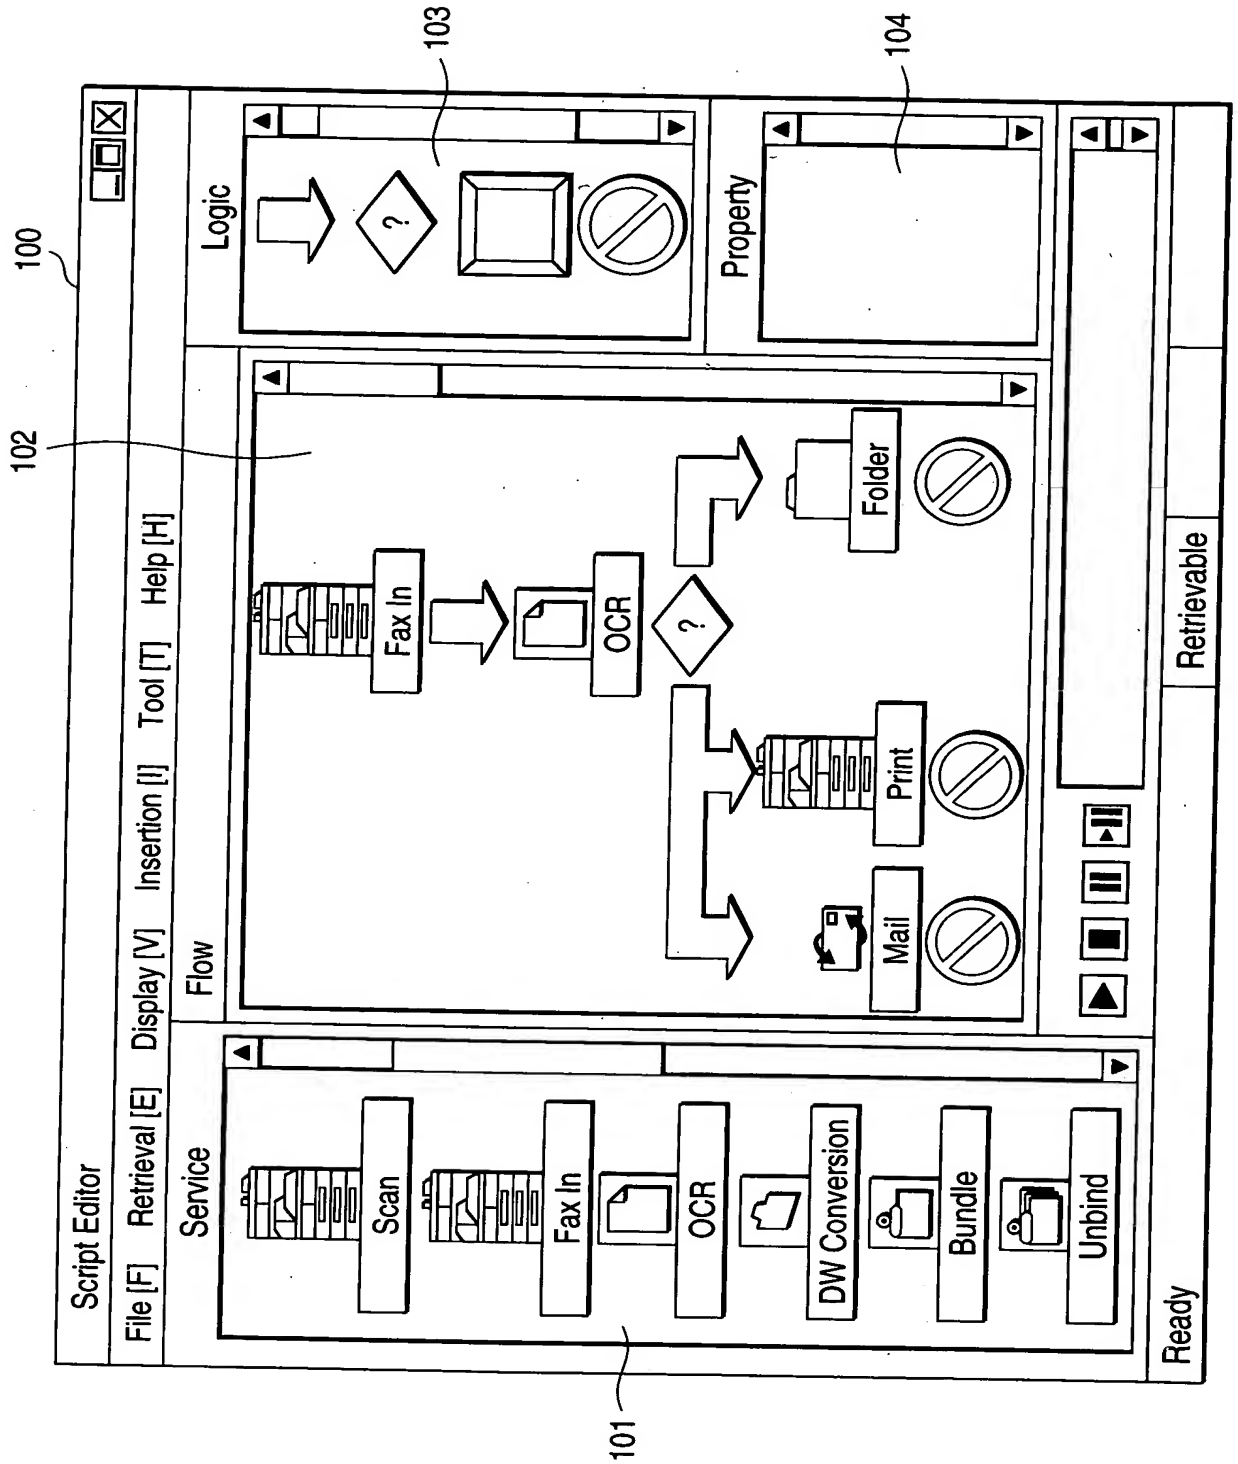 100
Script Editor
File [F] Retrieval [E] Display [V] Insertion [I] Tool [T] Help [H]
Service
Scan
Fax In
OCR
DW Conversion
Bundle
Unbind
101
Flow
102
Fax In
OCR
?
Mail
Print
Folder
Logic
?
103
Property
104
Ready
Retrievable